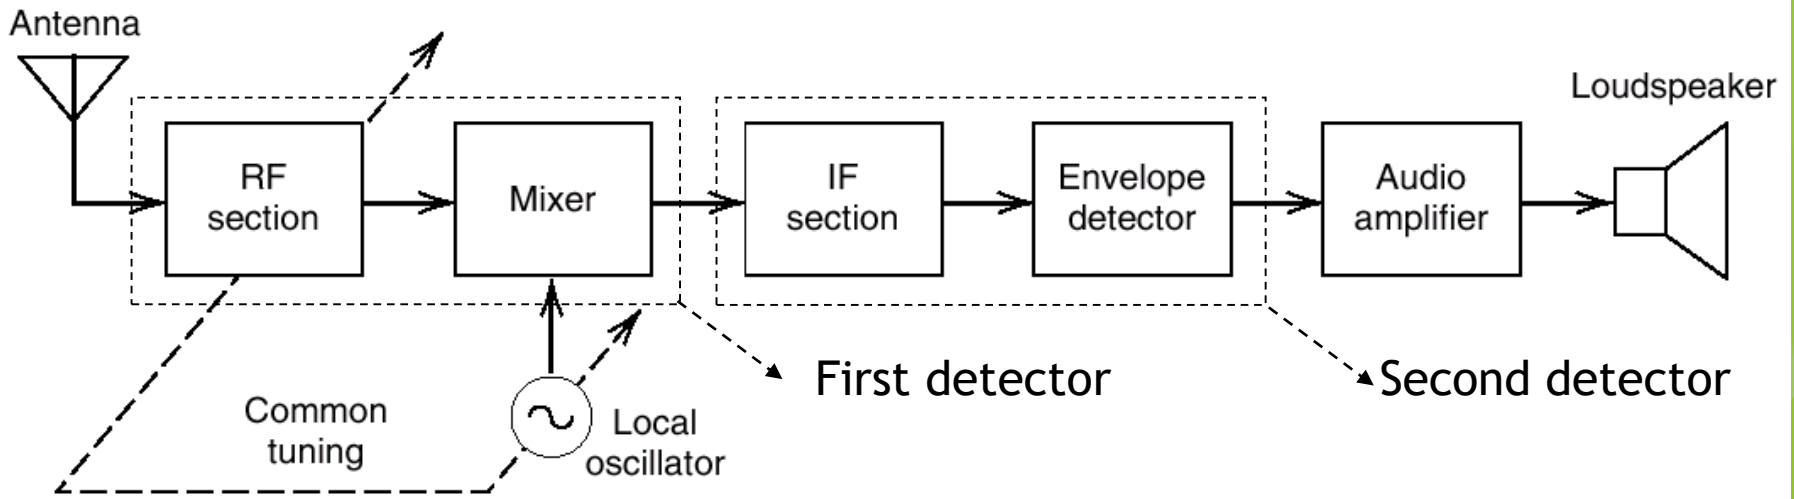 Antenna
Loudspeaker
RF
section
Mixer
IF
section
Envelope
detector
Audio
amplifier
First detector
Second detector
Common
tuning
Local
oscillator